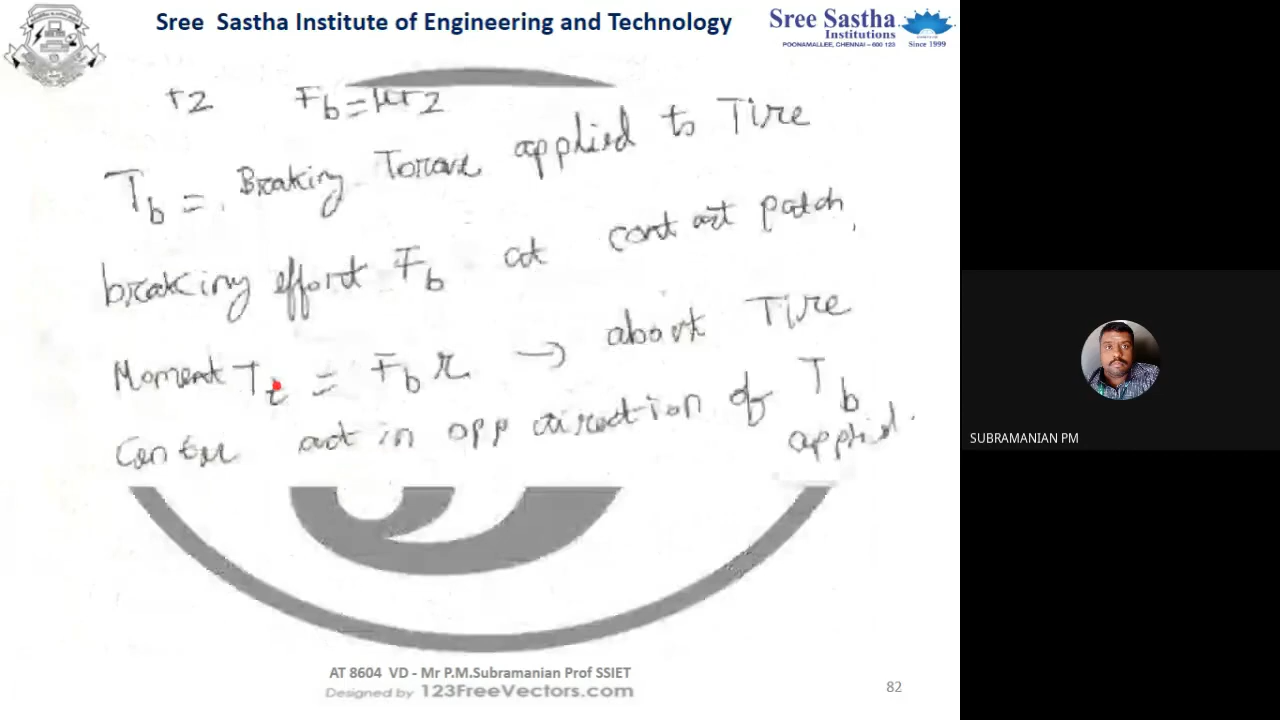 Sree Sastha Institute of Engineering and Technology
Sree Sastha
Institutions
POONAMALLEE, CHENNAI – 600 123 Since 1999
Fz Fb = μFz
Tb = Braking Torque applied to Tire
braking effort Fb at contact patch,
Moment Tt = Fb r → about Tire
Center act in opp direction of Tb
applied.
SUBRAMANIAN PM
AT 8604 VD - Mr P.M.Subramanian Prof SSIET
Designed by 123FreeVectors.com
82